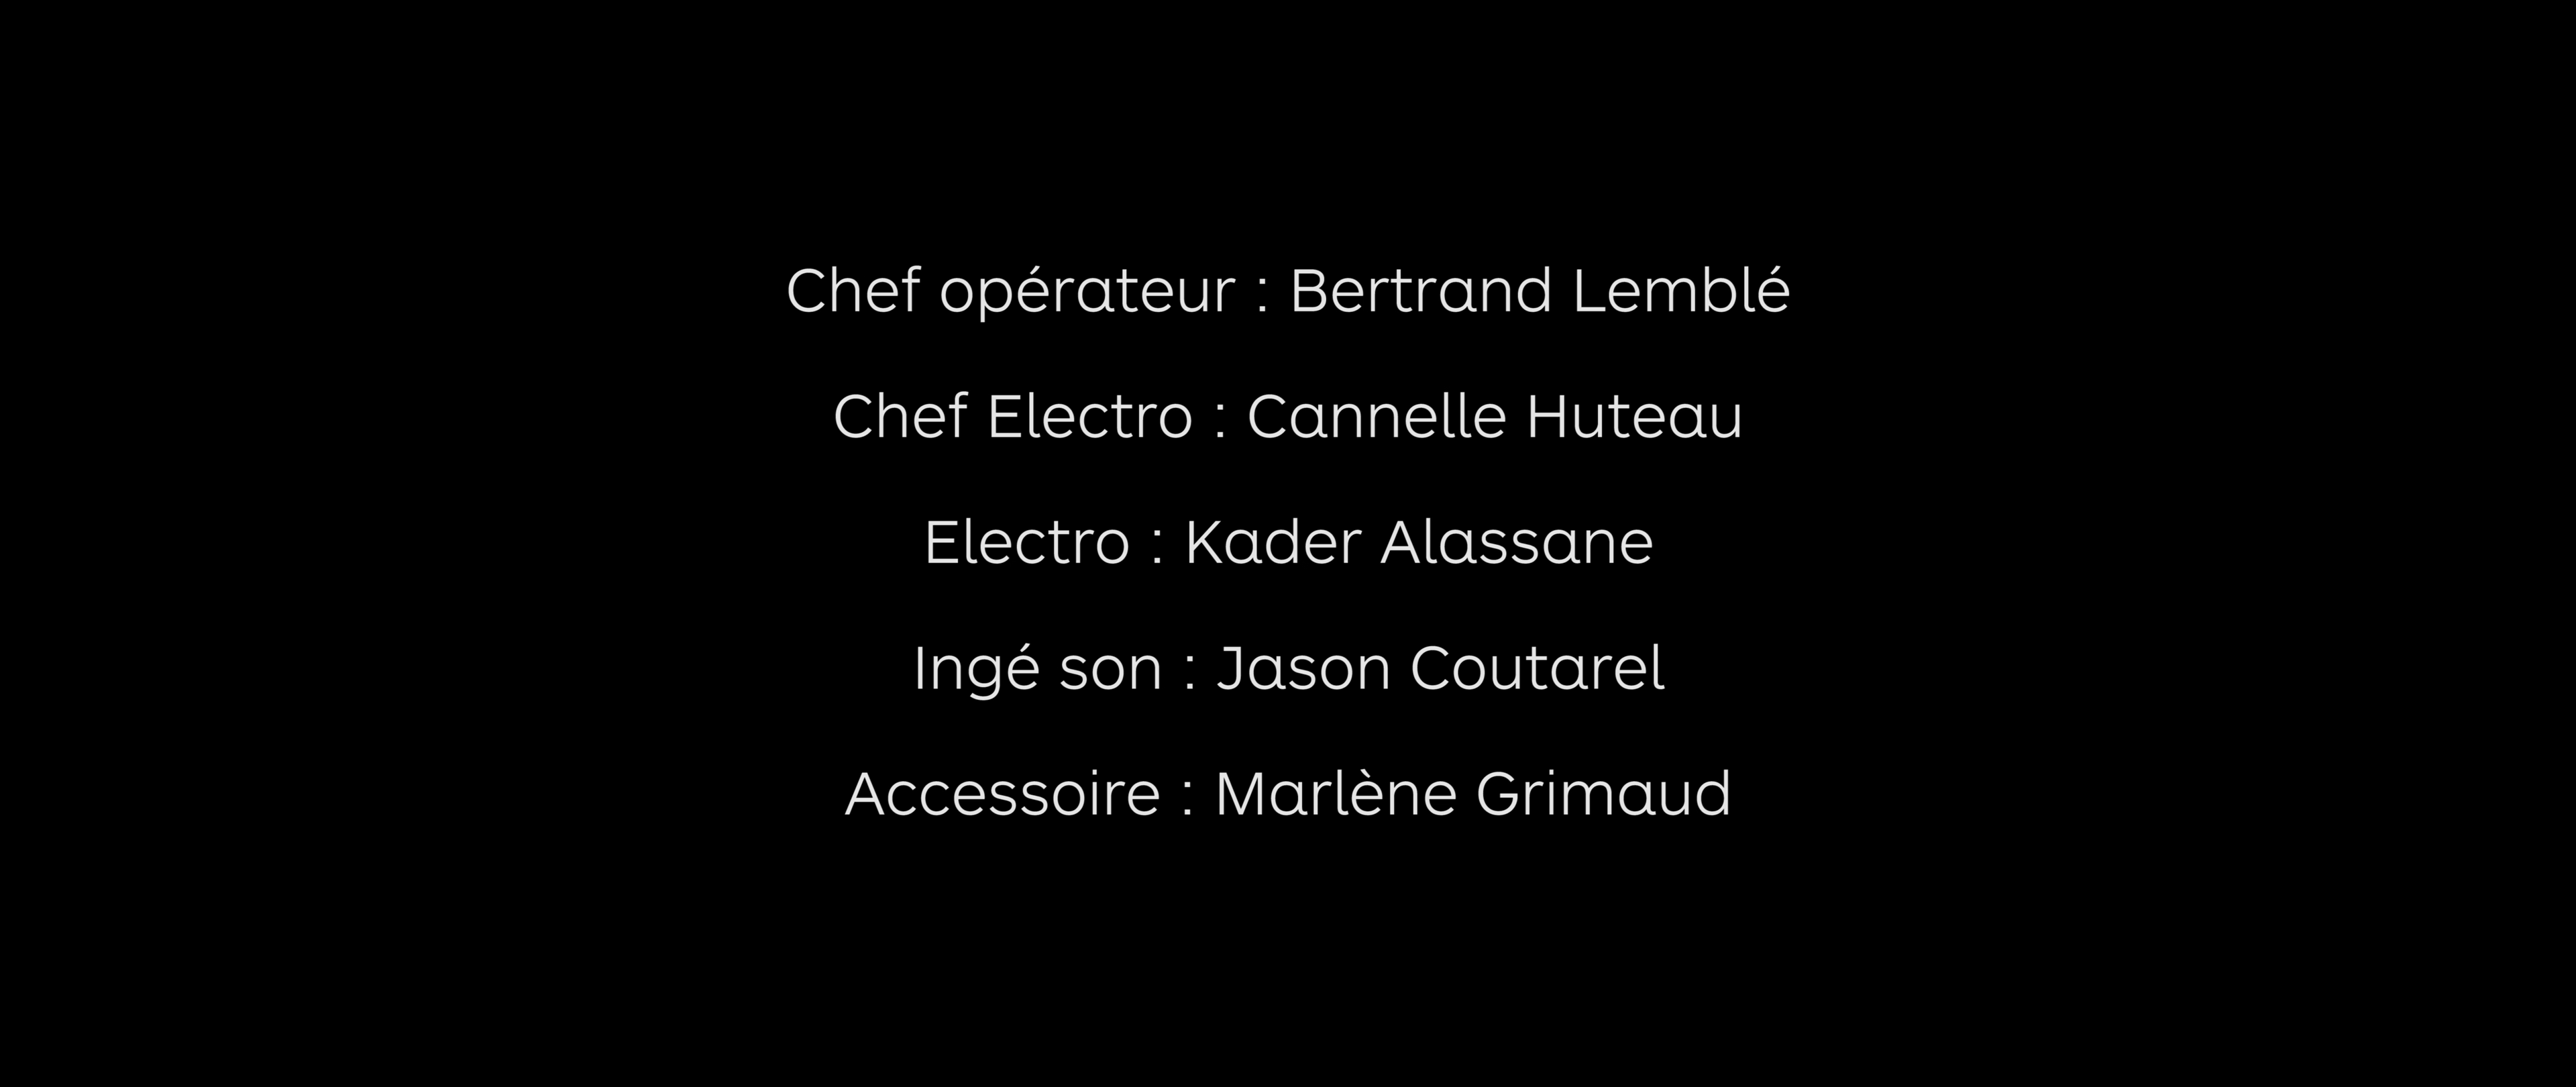 Chef opérateur : Bertrand Lemblé
Chef Electro : Cannelle Huteau
Electro : Kader Alassane
Ingé son : Jason Coutarel
Accessoire : Marlène Grimaud